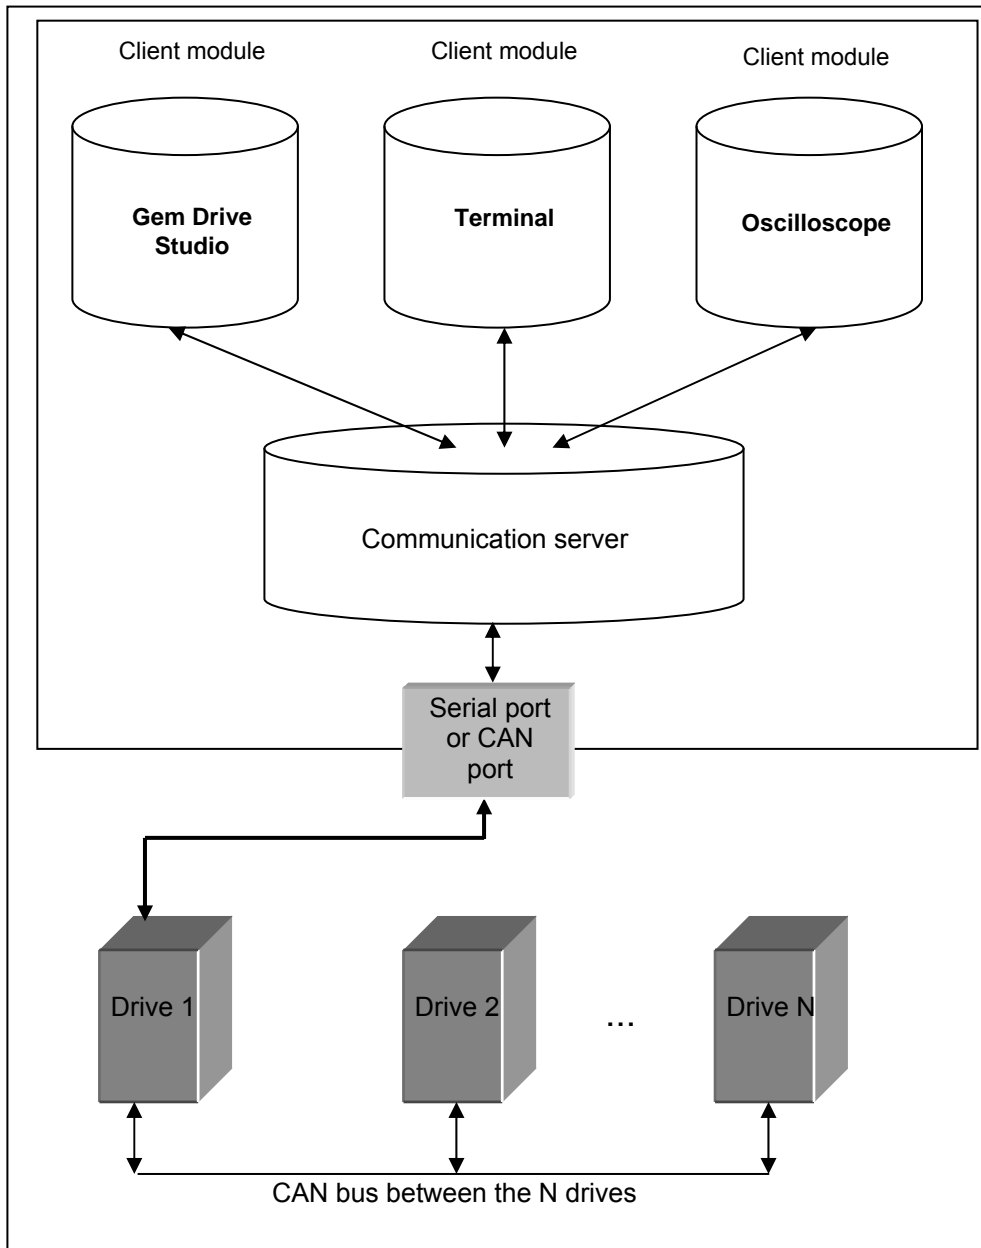 Client module
Client module
Client module
Gem Drive
Studio
Terminal
Oscilloscope
Communication server
Serial port
or CAN
port
Drive 1
Drive 2
...
Drive N
CAN bus between the N drives